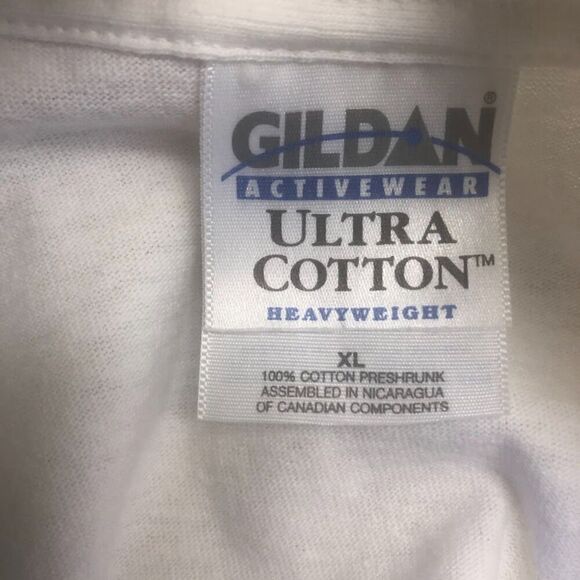 GILDAN®
ACTIVEWEAR
ULTRA
COTTON™
HEAVYWEIGHT
XL
100% COTTON PRESHRUNK
ASSEMBLED IN NICARAGUA
OF CANADIAN COMPONENTS